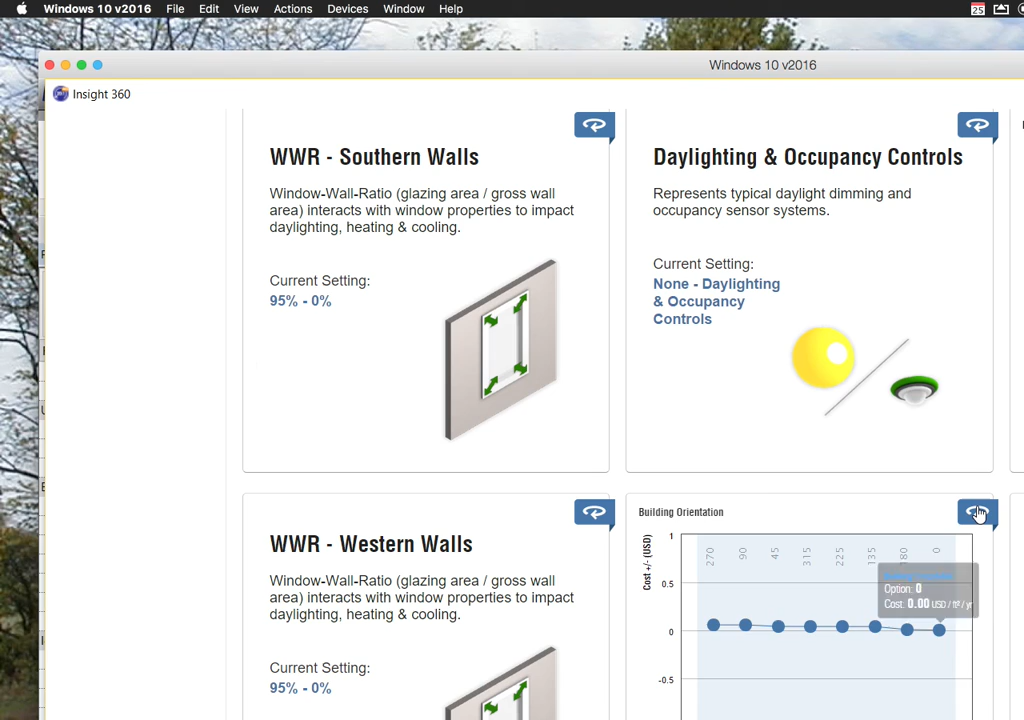 Windows 10 v2016 File Edit View Actions Devices Window Help 25
Windows 10 v2016
Insight 360
WWR - Southern Walls
Window-Wall-Ratio (glazing area / gross wall
area) interacts with window properties to impact
daylighting, heating & cooling.
Current Setting:
95% - 0%
Daylighting & Occupancy Controls
Represents typical daylight dimming and
occupancy sensor systems.
Current Setting:
None - Daylighting
& Occupancy
Controls
WWR - Western Walls
Window-Wall-Ratio (glazing area / gross wall
area) interacts with window properties to impact
daylighting, heating & cooling.
Current Setting:
95% - 0%
Building Orientation
Cost +/- (USD)
1
0.5
0
-0.5
270
90
45
315
225
135
180
0
Option: 0
Cost: 0.00 USD / ft² / yr